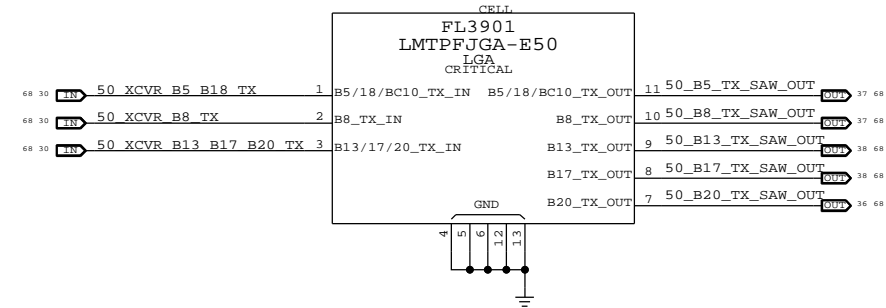 CELL
FL3901
LMTPFJGA-E50
LGA
CRITICAL
68 30 IN 50_XCVR_B5_B18_TX 1 B5/18/BC10_TX_IN B5/18/BC10_TX_OUT 11 50_B5_TX_SAW_OUT OUT 37 68
68 30 IN 50_XCVR_B8_TX 2 B8_TX_IN B8_TX_OUT 10 50_B8_TX_SAW_OUT OUT 37 68
68 30 IN 50_XCVR_B13_B17_B20_TX 3 B13/17/20_TX_IN B13_TX_OUT 9 50_B13_TX_SAW_OUT OUT 38 68
B17_TX_OUT 8 50_B17_TX_SAW_OUT OUT 38 68
B20_TX_OUT 7 50_B20_TX_SAW_OUT OUT 36 68
GND
4 5 6 12 13